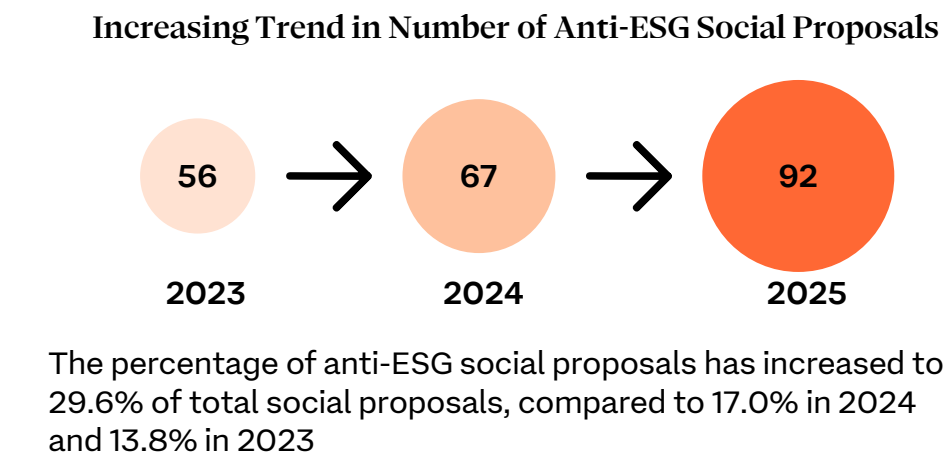 Increasing Trend in Number of Anti-ESG Social Proposals
56
67
92
2023
2024
2025
The percentage of anti-ESG social proposals has increased to
29.6% of total social proposals, compared to 17.0% in 2024
and 13.8% in 2023